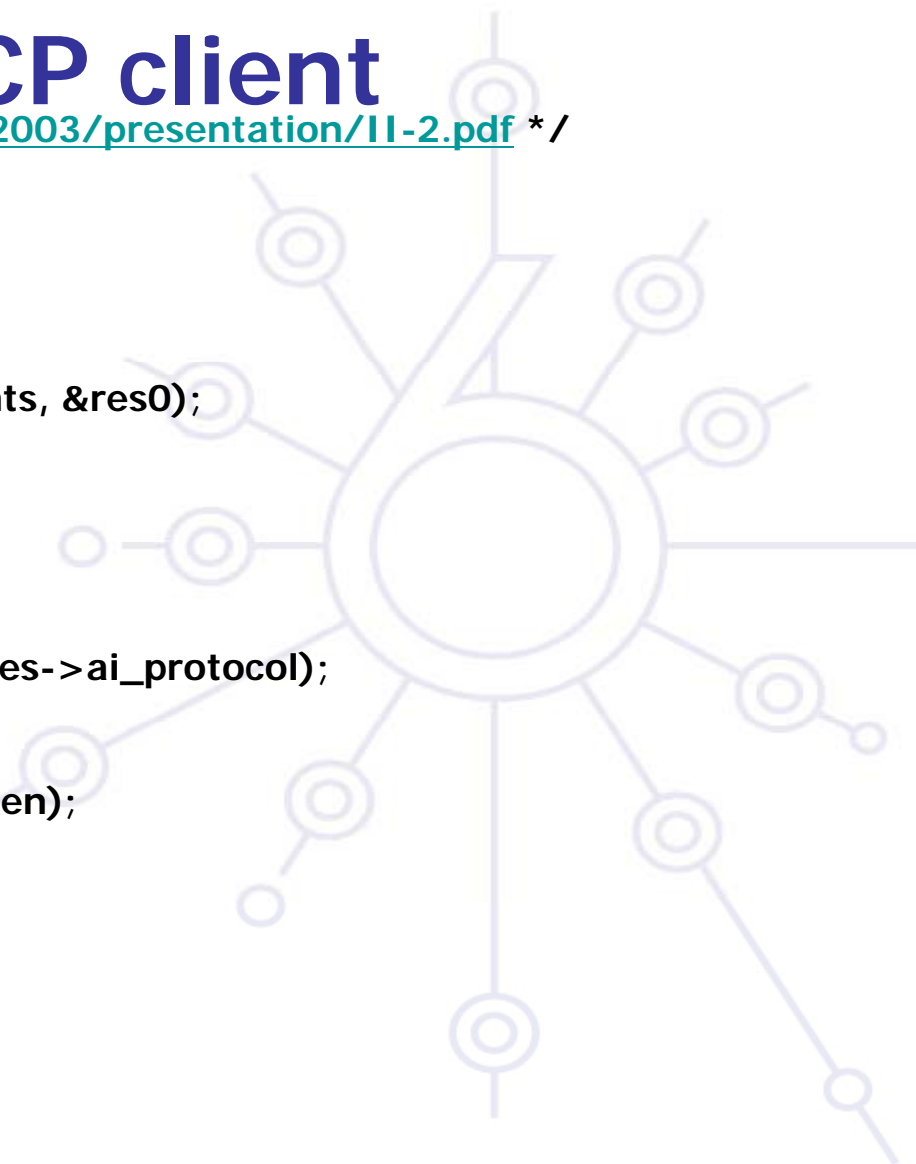 CP client
2003/presentation/II-2.pdf */
ts, &res0);
es->ai_protocol);
en);